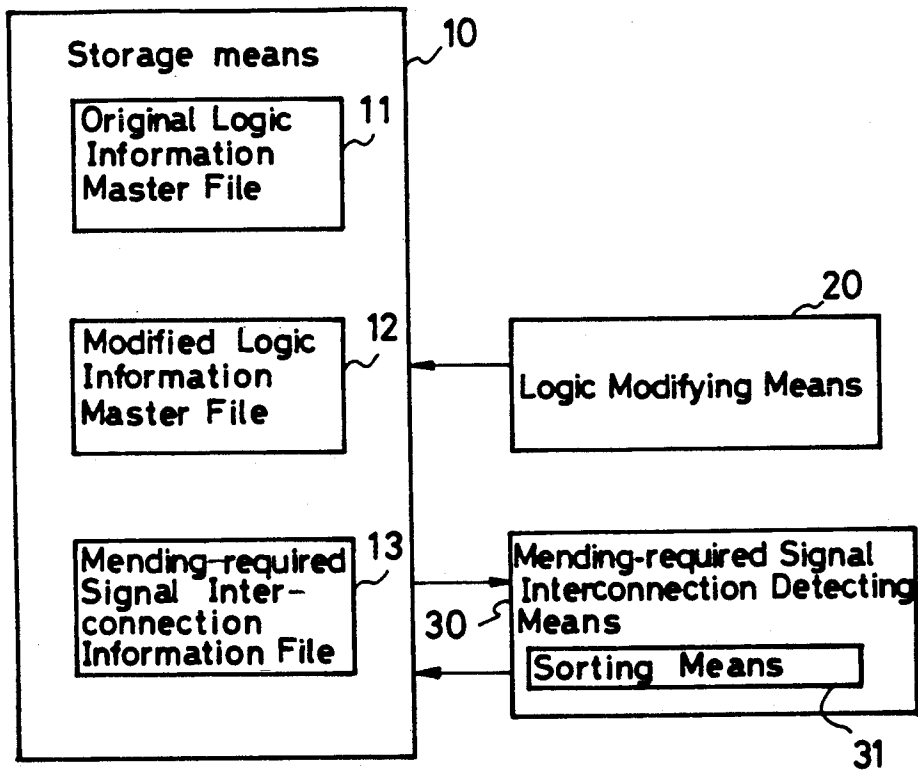 Storage means
10
Original Logic
Information
Master File
11
Modified Logic
Information
Master File
12
20
Logic Modifying Means
Mending-required
Signal Inter-
connection
Information File
13
Mending-required Signal
Interconnection Detecting
Means
30
Sorting Means
31